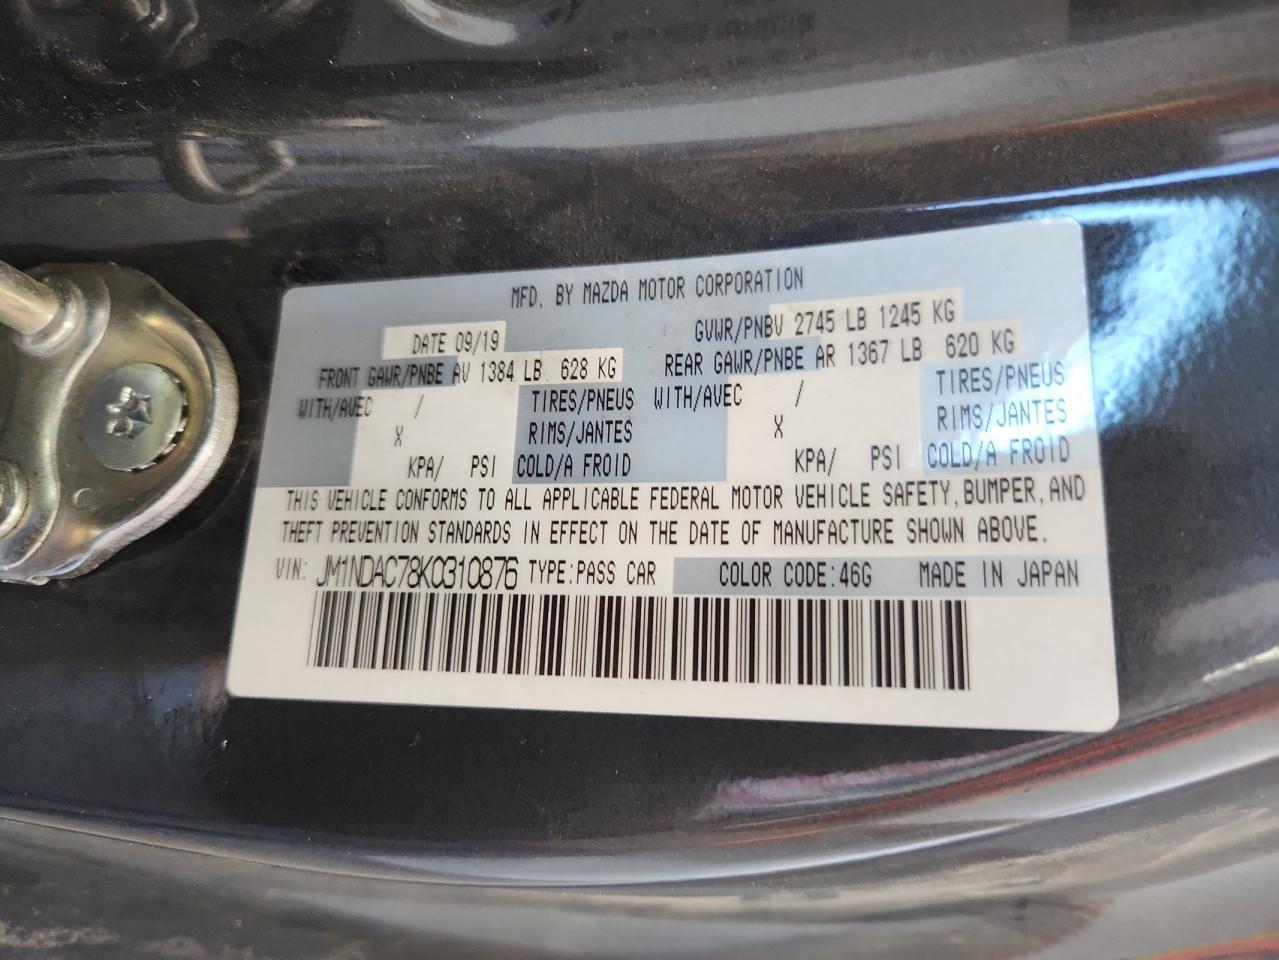 MFD. BY MAZDA MOTOR CORPORATION
DATE 09/19 GVWR/PNBV 2745 LB 1245 KG
FRONT GAWR/PNBE AV 1384 LB 628 KG REAR GAWR/PNBE AR 1367 LB 620 KG
WITH/AVEC / TIRES/PNEUS WITH/AVEC / TIRES/PNEUS
X RIMS/JANTES X RIMS/JANTES
KPA/ PSI COLD/A FROID KPA/ PSI COLD/A FROID
THIS VEHICLE CONFORMS TO ALL APPLICABLE FEDERAL MOTOR VEHICLE SAFETY, BUMPER, AND
THEFT PREVENTION STANDARDS IN EFFECT ON THE DATE OF MANUFACTURE SHOWN ABOVE.
VIN: JM1NDAC78K0310876 TYPE:PASS CAR COLOR CODE:46G MADE IN JAPAN